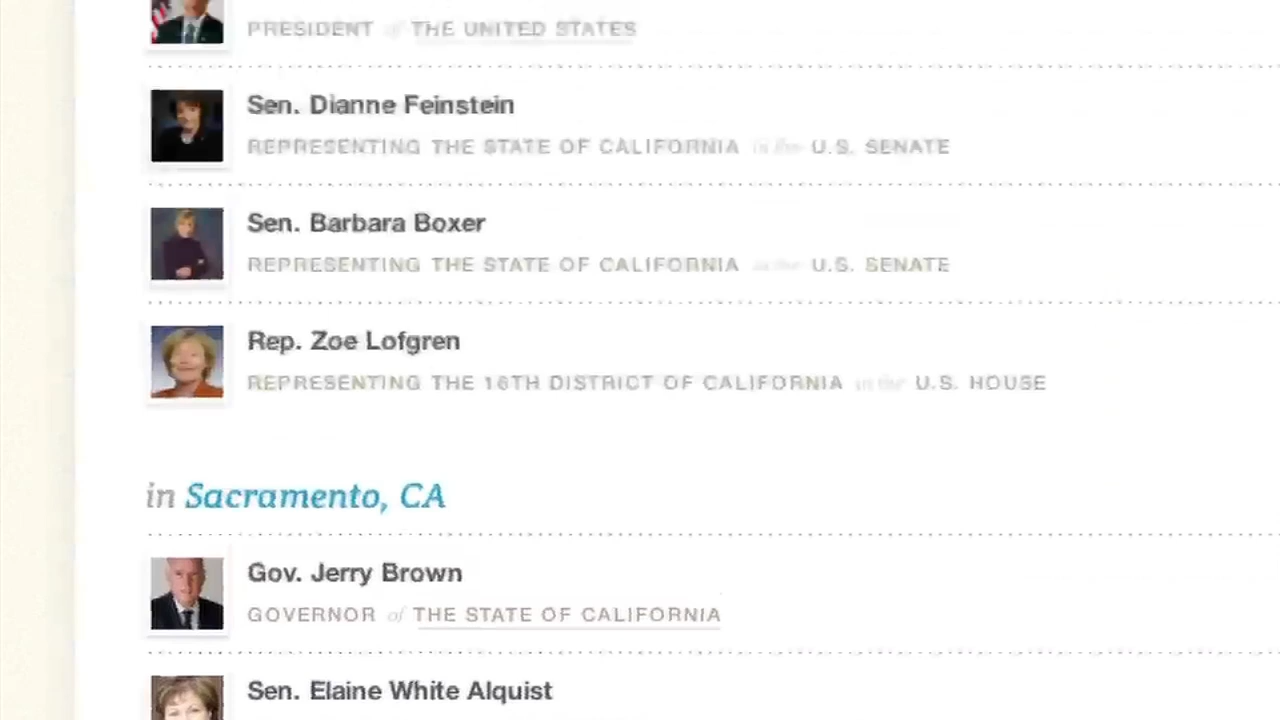 PRESIDENT of THE UNITED STATES
Sen. Dianne Feinstein
REPRESENTING THE STATE OF CALIFORNIA in the U.S. SENATE
Sen. Barbara Boxer
REPRESENTING THE STATE OF CALIFORNIA in the U.S. SENATE
Rep. Zoe Lofgren
REPRESENTING THE 16TH DISTRICT OF CALIFORNIA in the U.S. HOUSE
in Sacramento, CA
Gov. Jerry Brown
GOVERNOR of THE STATE OF CALIFORNIA
Sen. Elaine White Alquist